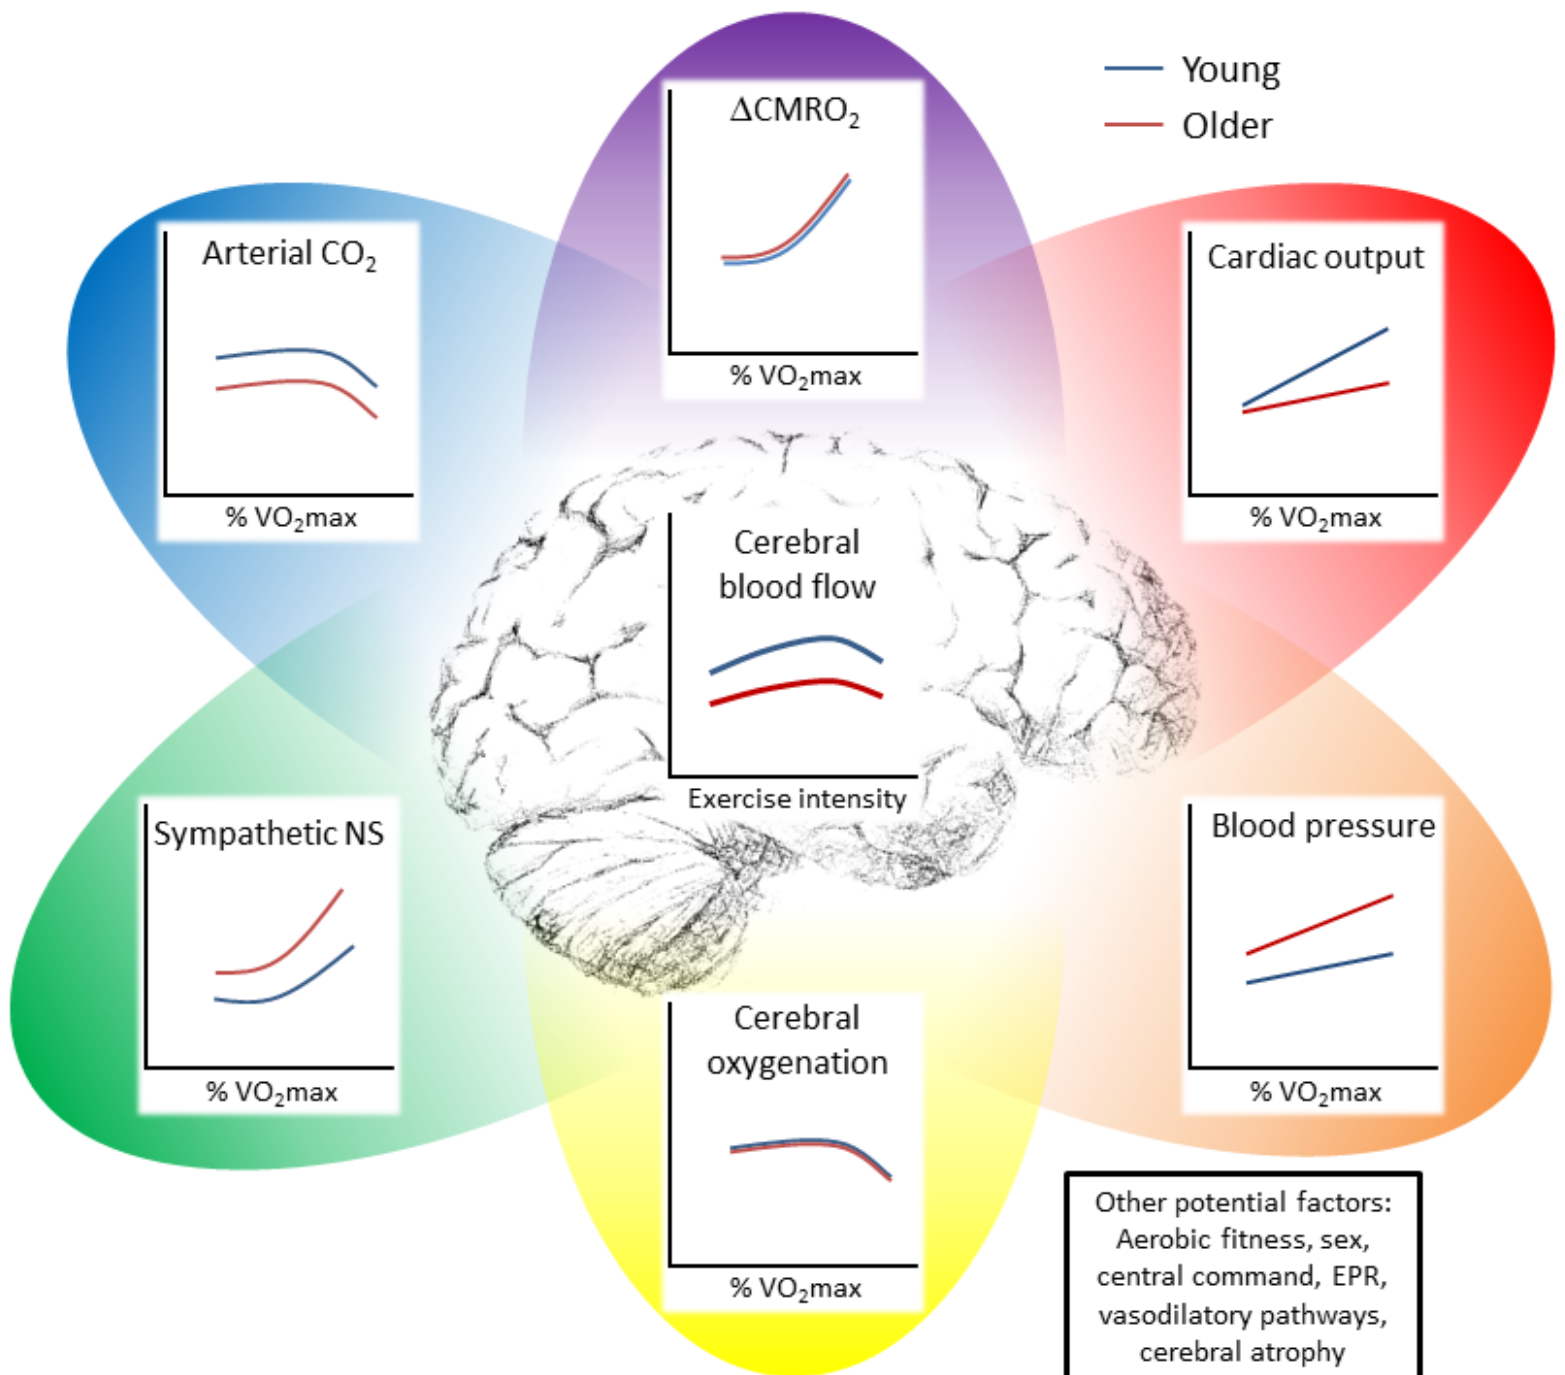 Young
Older
ΔCMRO₂
% VO₂max
Arterial CO₂
% VO₂max
Cardiac output
% VO₂max
Cerebral
blood flow
Exercise intensity
Sympathetic NS
% VO₂max
Blood pressure
% VO₂max
Cerebral
oxygenation
% VO₂max
Other potential factors:
Aerobic fitness, sex,
central command, EPR,
vasodilatory pathways,
cerebral atrophy